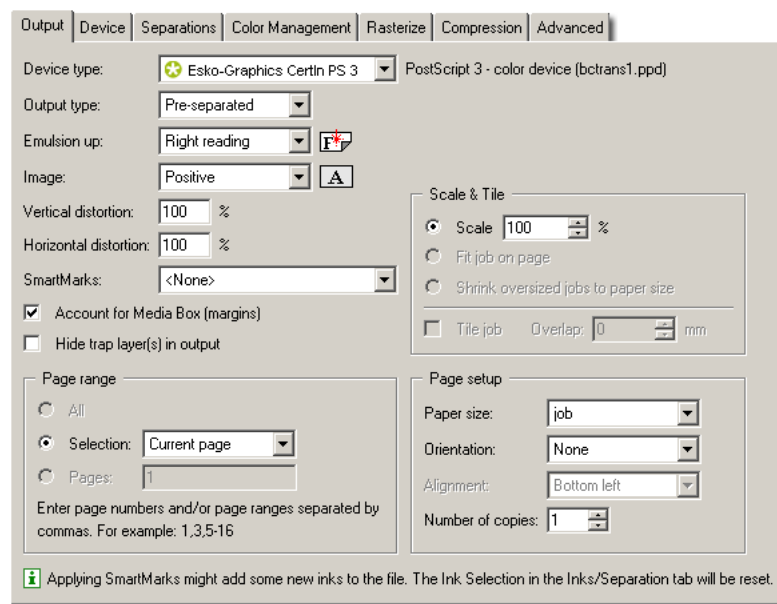 Output Device Separations Color Management Rasterize Compression Advanced
Device type: Esko-Graphics CertIn PS 3 PostScript 3 - color device (bctrans1.ppd)
Output type: Pre-separated
Emulsion up: Right reading F
Image: Positive A
Vertical distortion: 100 %
Horizontal distortion: 100 %
SmartMarks: <None>
Account for Media Box (margins)
Hide trap layer(s) in output
Scale & Tile
Scale 100 %
Fit job on page
Shrink oversized jobs to paper size
Tile job Overlap: 0 mm
Page range
All
Selection: Current page
Pages: 1
Enter page numbers and/or page ranges separated by
commas. For example: 1,3,5-16
Page setup
Paper size: job
Orientation: None
Alignment: Bottom left
Number of copies: 1
i Applying SmartMarks might add some new inks to the file. The Ink Selection in the Inks/Separation tab will be reset.